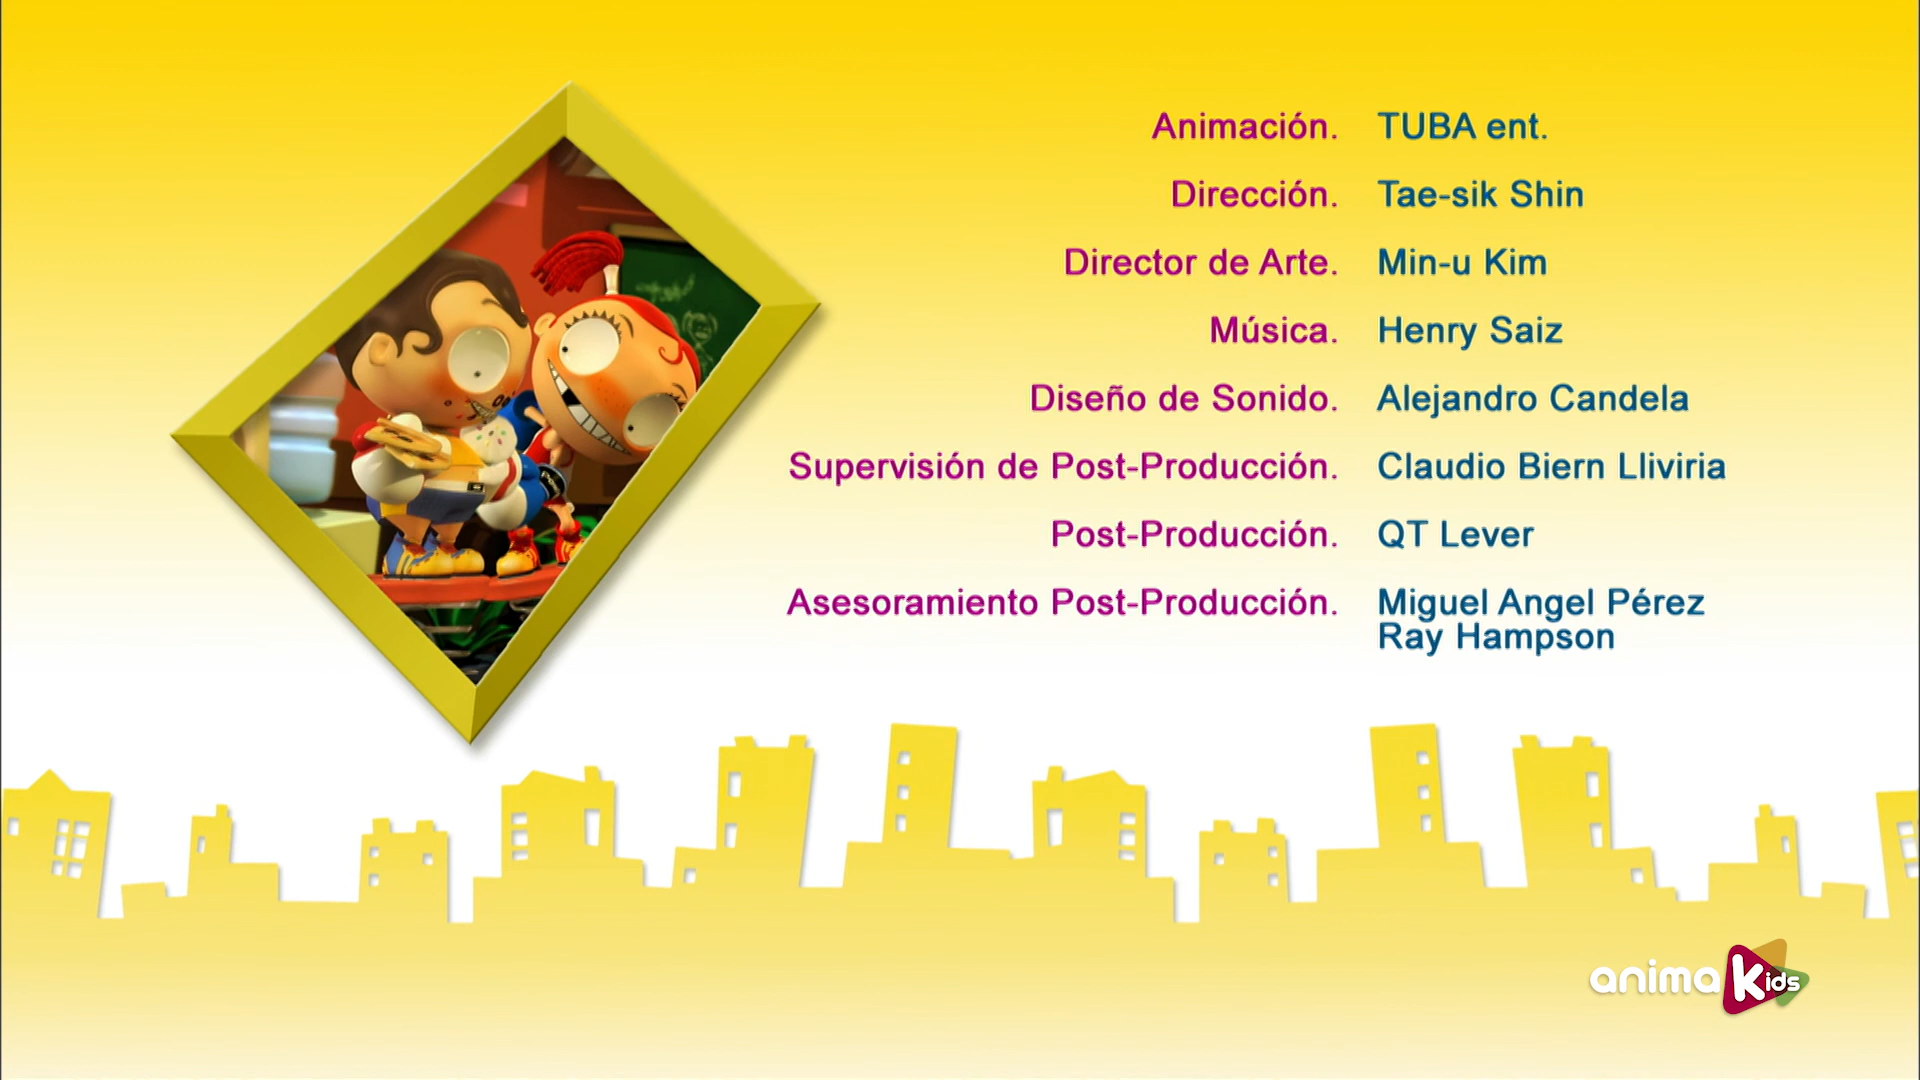 Animación. TUBA ent.
Dirección. Tae-sik Shin
Director de Arte. Min-u Kim
Música. Henry Saiz
Diseño de Sonido. Alejandro Candela
Supervisión de Post-Producción. Claudio Biern Lliviria
Post-Producción. QT Lever
Asesoramiento Post-Producción. Miguel Angel Pérez
Ray Hampson
anima Kids